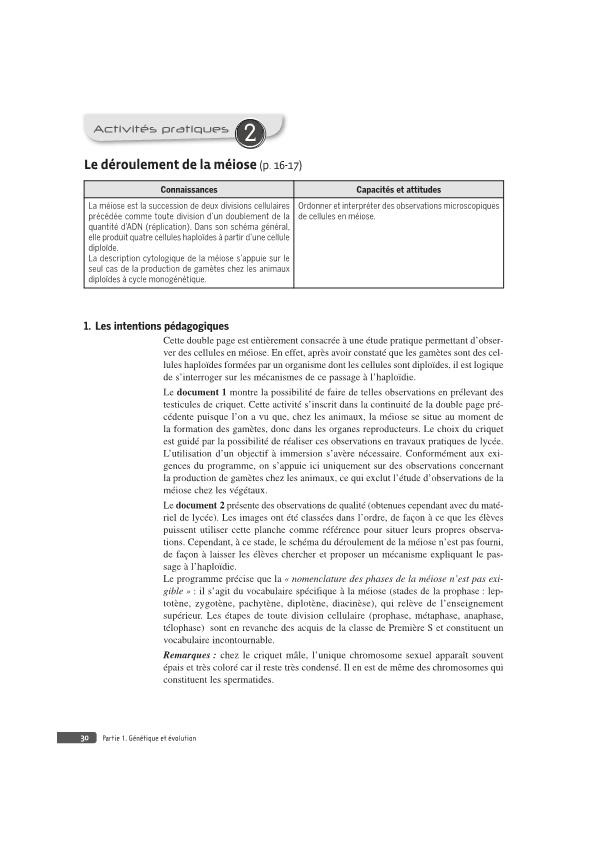 Activités pratiques 2
Le déroulement de la méiose (p. 16-17)
Connaissances
Capacités et attitudes
La méiose est la succession de deux divisions cellulaires
précédée comme toute division d'un doublement de la
quantité d'ADN (réplication). Dans son schéma général,
elle produit quatre cellules haploïdes à partir d'une cellule
diploïde.
La description cytologique de la méiose s'appuie sur le
seul cas de la production de gamètes chez les animaux
diploïdes à cycle monogénétique.
Ordonner et interpréter des observations microscopiques
de cellules en méiose.
1. Les intentions pédagogiques
Cette double page est entièrement consacrée à une étude pratique permettant d'obser-
ver des cellules en méiose. En effet, après avoir constaté que les gamètes sont des cel-
lules haploïdes formées par un organisme dont les cellules sont diploïdes, il est logique
de s'interroger sur les mécanismes de ce passage à l'haploïdie.
Le document 1 montre la possibilité de faire de telles observations en prélevant des
testicules de criquet. Cette activité s'inscrit dans la continuité de la double page pré-
cédente puisque l'on a vu que, chez les animaux, la méiose se situe au moment de
la formation des gamètes, donc dans les organes reproducteurs. Le choix du criquet
est guidé par la possibilité de réaliser ces observations en travaux pratiques de lycée.
L'utilisation d'un objectif à immersion s'avère nécessaire. Conformément aux exi-
gences du programme, on s'appuie ici uniquement sur des observations concernant
la production de gamètes chez les animaux, ce qui exclut l'étude d'observations de la
méiose chez les végétaux.
Le document 2 présente des observations de qualité (obtenues cependant avec du maté-
riel de lycée). Les images ont été classées dans l'ordre, de façon à ce que les élèves
puissent utiliser cette planche comme référence pour situer leurs propres observa-
tions. Cependant, à ce stade, le schéma du déroulement de la méiose n'est pas fourni,
de façon à laisser les élèves chercher et proposer un mécanisme expliquant le pas-
sage à l'haploïdie.
Le programme précise que la « nomenclature des phases de la méiose n'est pas exi-
gible » : il s'agit du vocabulaire spécifique à la méiose (stades de la prophase : lep-
totène, zygotène, pachytène, diplotène, diacinèse), qui relève de l'enseignement
supérieur. Les étapes de toute division cellulaire (prophase, métaphase, anaphase,
télophase) sont en revanche des acquis de la classe de Première S et constituent un
vocabulaire incontournable.
Remarques : chez le criquet mâle, l'unique chromosome sexuel apparaît souvent
épais et très coloré car il reste très condensé. Il en est de même des chromosomes qui
constituent les spermatides.
30 Partie 1. Génétique et évolution